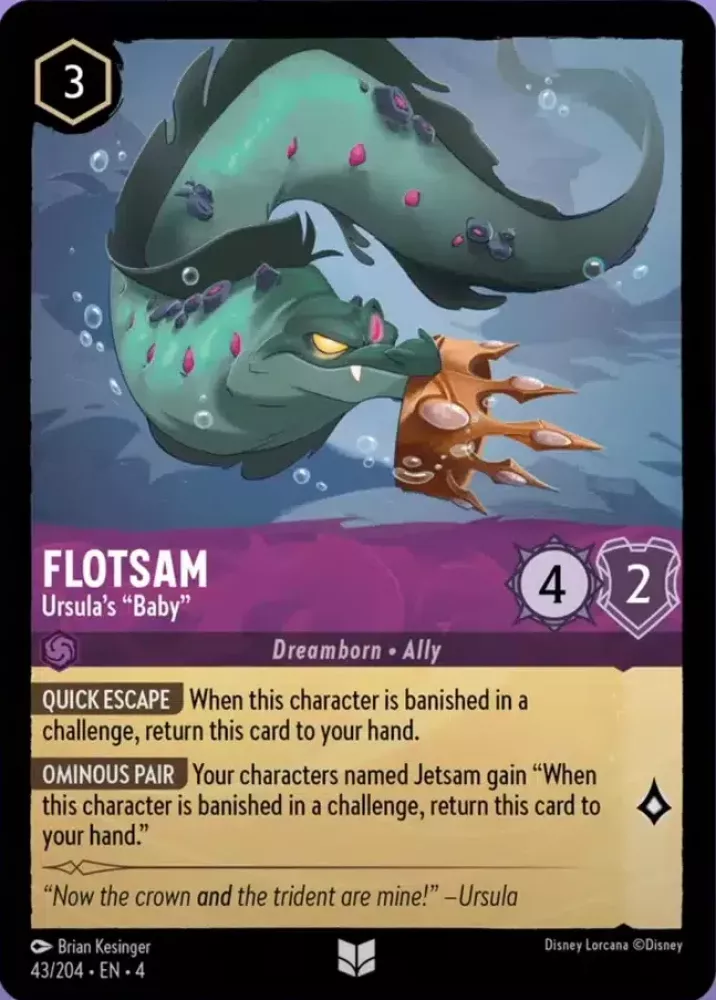 3
FLOTSAM
Ursula's “Baby”
4
2
Dreamborn • Ally
QUICK ESCAPE When this character is banished in a
challenge, return this card to your hand.
OMINOUS PAIR Your characters named Jetsam gain “When
this character is banished in a challenge, return this card to
your hand.”
“Now the crown and the trident are mine!” –Ursula
Brian Kesinger
Disney Lorcana ©Disney
43/204 • EN • 4